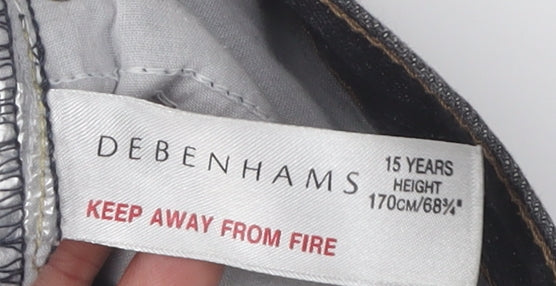 DEBENHAMS
15 YEARS
HEIGHT
170CM/68¾"
KEEP AWAY FROM FIRE